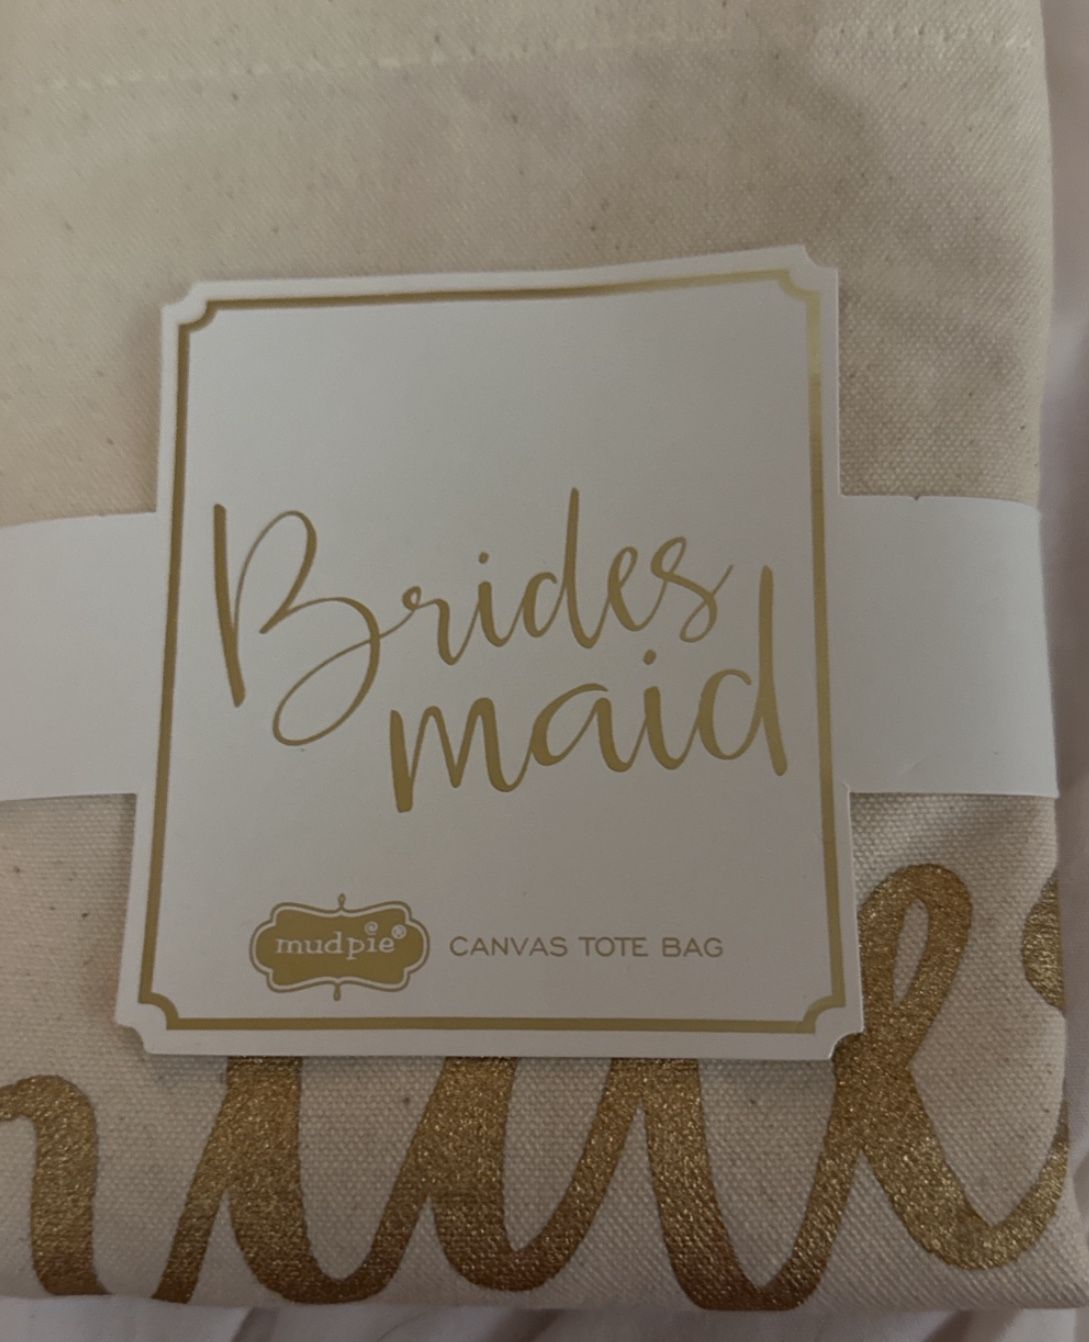 Brides
maid
mudpie® CANVAS TOTE BAG